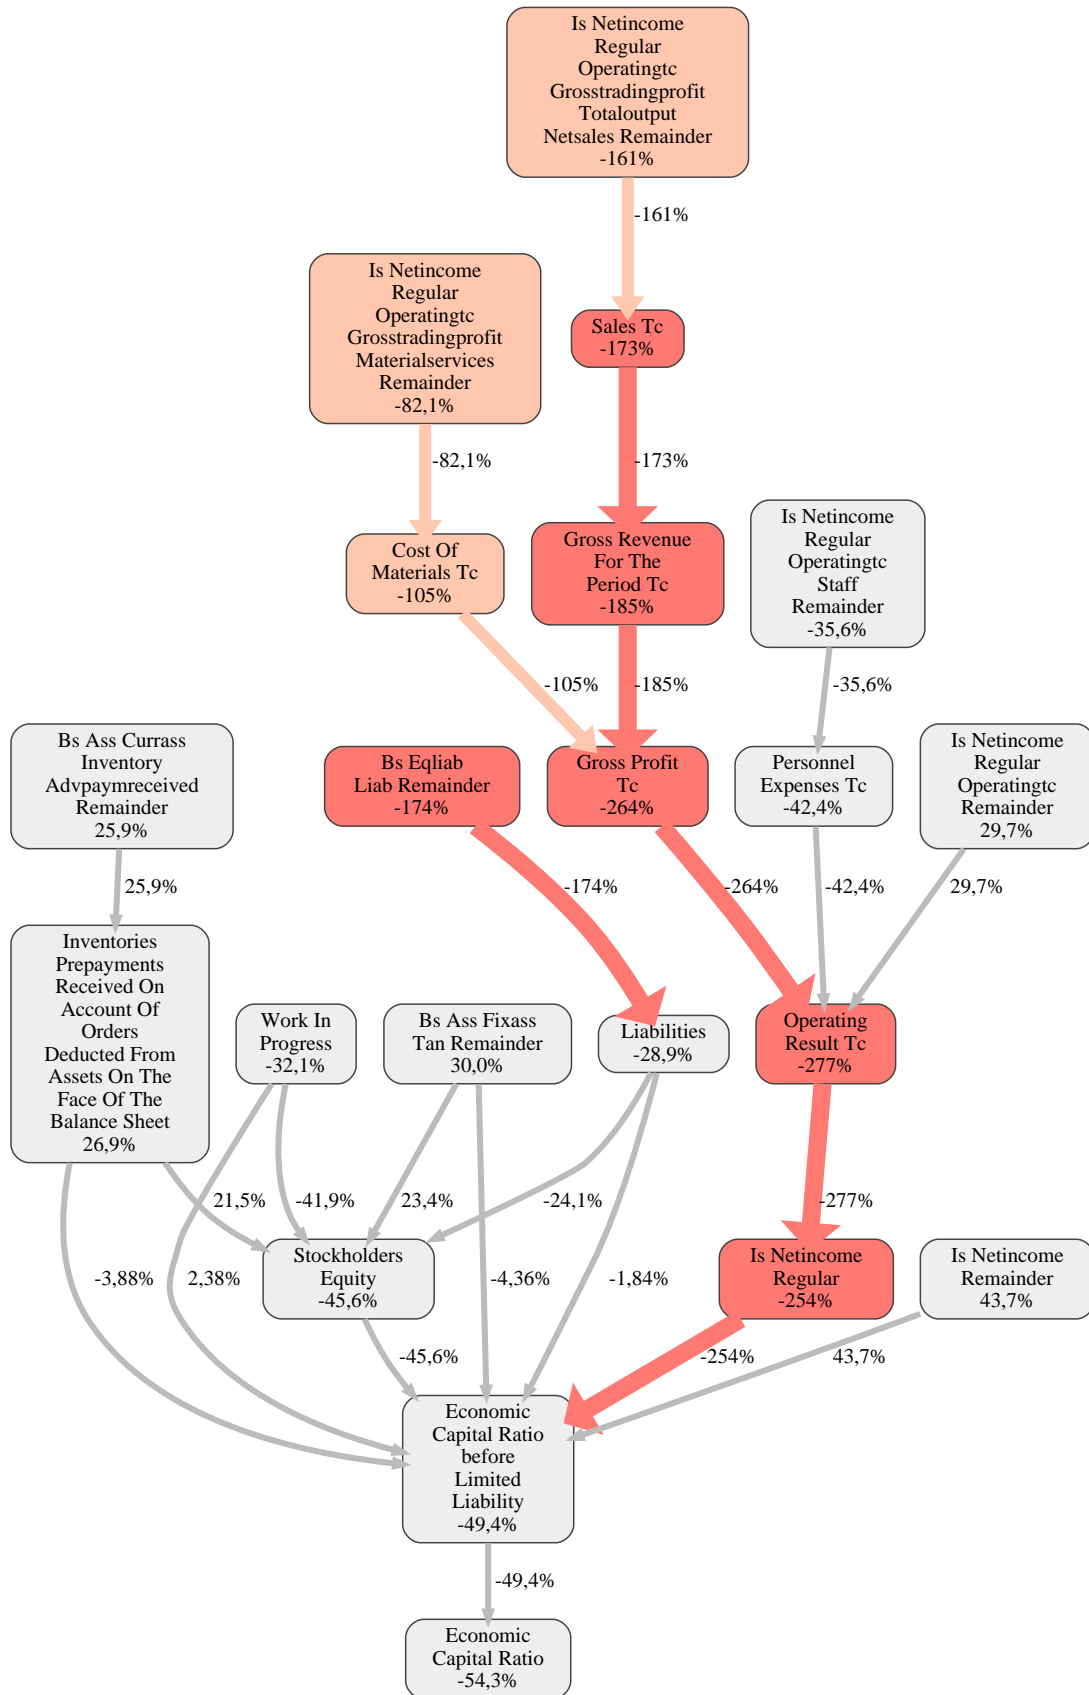 Is Netincome
Regular
Operatingtc
Grosstradingprofit
Totaloutput
Netsales Remainder
-161%
-161%
Is Netincome
Regular
Operatingtc
Grosstradingprofit
Materialservices
Remainder
-82,1%
Sales Tc
-173%
-82,1%
-173%
Is Netincome
Regular
Operatingtc
Staff
Remainder
-35,6%
Cost Of
Materials Tc
-105%
Gross Revenue
For The
Period Tc
-185%
-105%
-185%
-35,6%
Bs Ass Currass
Inventory
Advpaymreceived
Remainder
25,9%
Bs Eqliab
Liab Remainder
-174%
Gross Profit
Tc
-264%
Personnel
Expenses Tc
-42,4%
Is Netincome
Regular
Operatingtc
Remainder
29,7%
25,9%
-174%
-264%
-42,4%
29,7%
Inventories
Prepayments
Received On
Account Of
Orders
Deducted From
Assets On The
Face Of The
Balance Sheet
26,9%
Work In
Progress
-32,1%
Bs Ass Fixass
Tan Remainder
30,0%
Liabilities
-28,9%
Operating
Result Tc
-277%
21,5%
-41,9%
23,4%
-24,1%
-277%
-3,88%
2,38%
Stockholders
Equity
-45,6%
-4,36%
-1,84%
Is Netincome
Regular
-254%
Is Netincome
Remainder
43,7%
-45,6%
-254%
43,7%
Economic
Capital Ratio
before
Limited
Liability
-49,4%
-49,4%
Economic
Capital Ratio
-54,3%